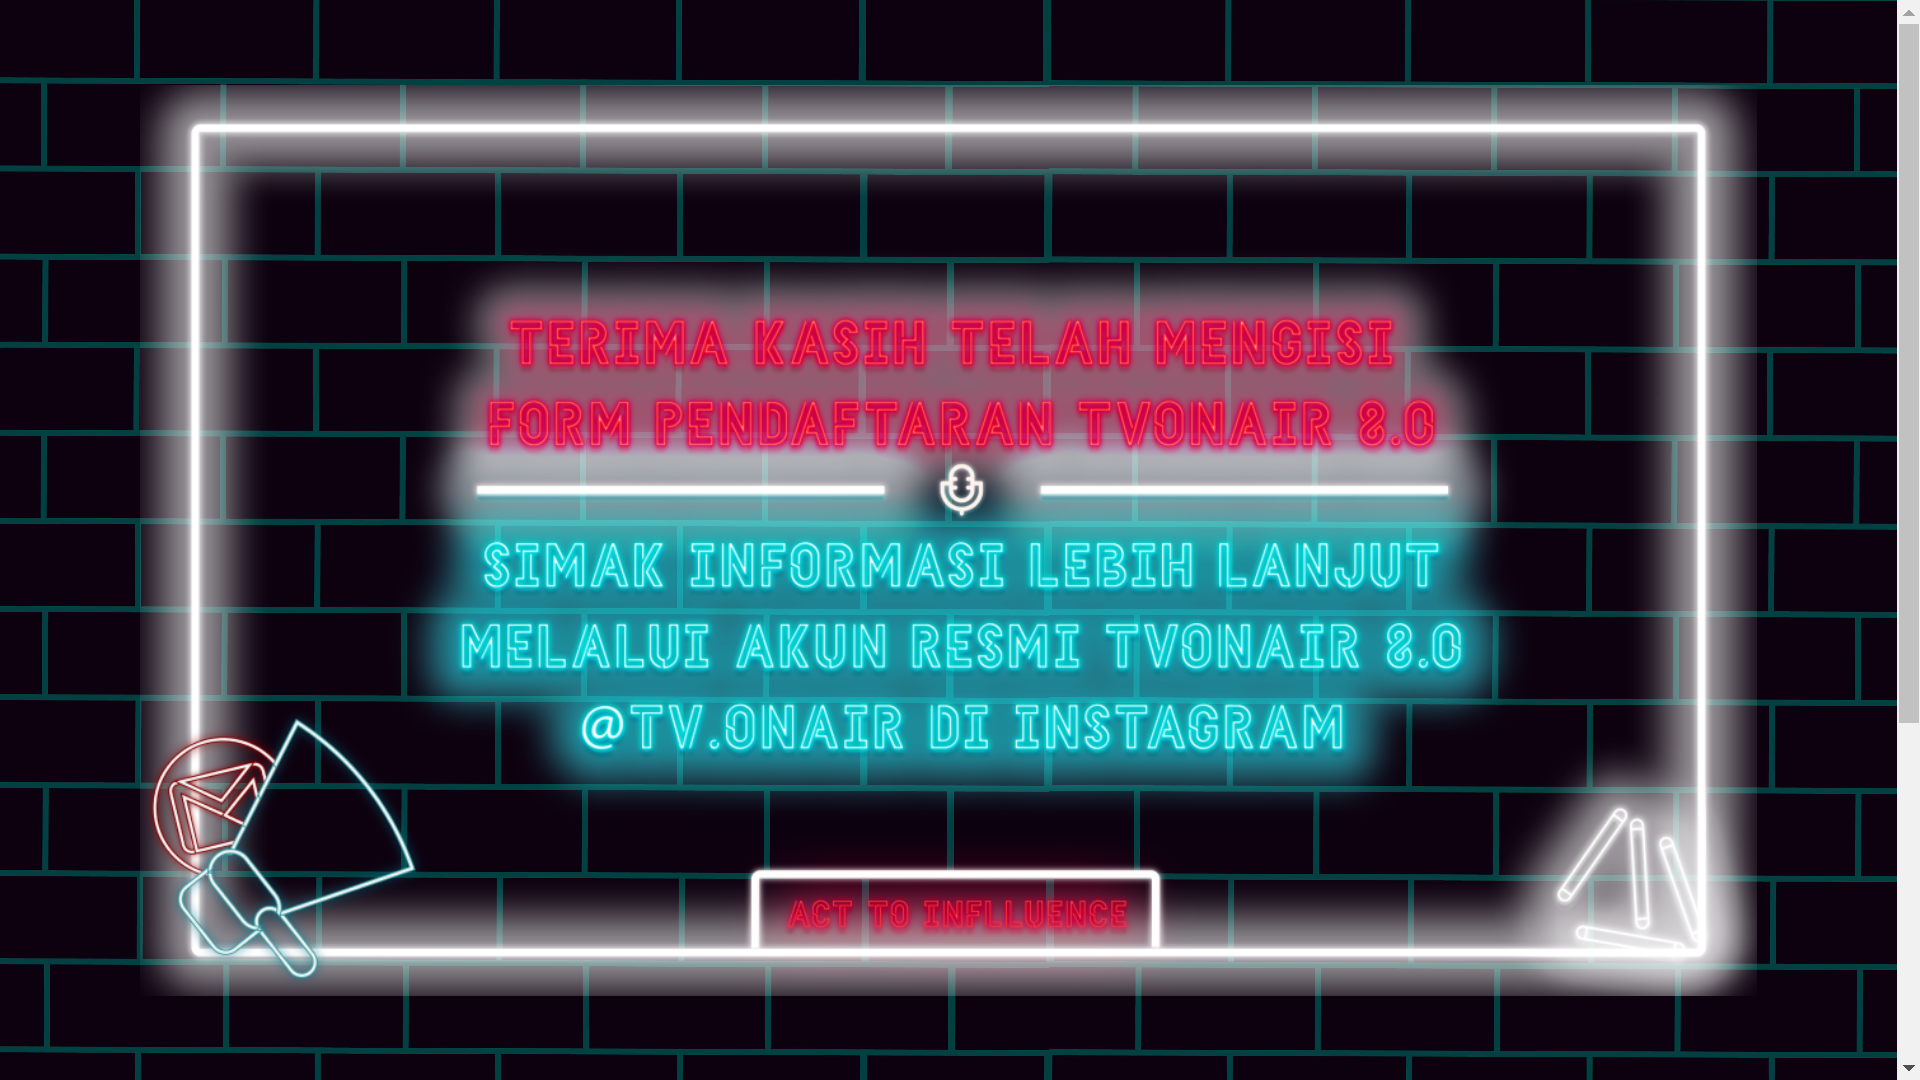 TERIMA KASIH TELAH MENGISI
FORM PENDAFTARAN TVONAIR 8.0
SIMAK INFORMASI LEBIH LANJUT
MELALUI AKUN RESMI TVONAIR 8.0
@TV.ONAIR DI INSTAGRAM
ACT TO INFLLUENCE